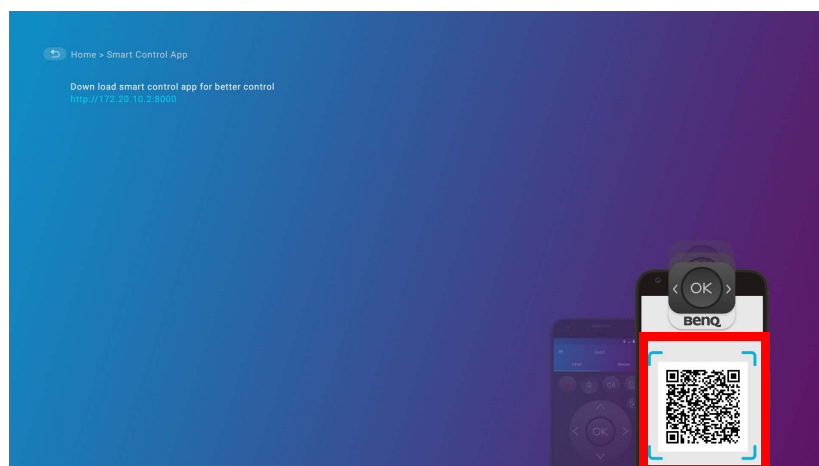 Home > Smart Control App
Down load smart control app for better control
http://172.20.10.2:8000
OK
BenQ
OK